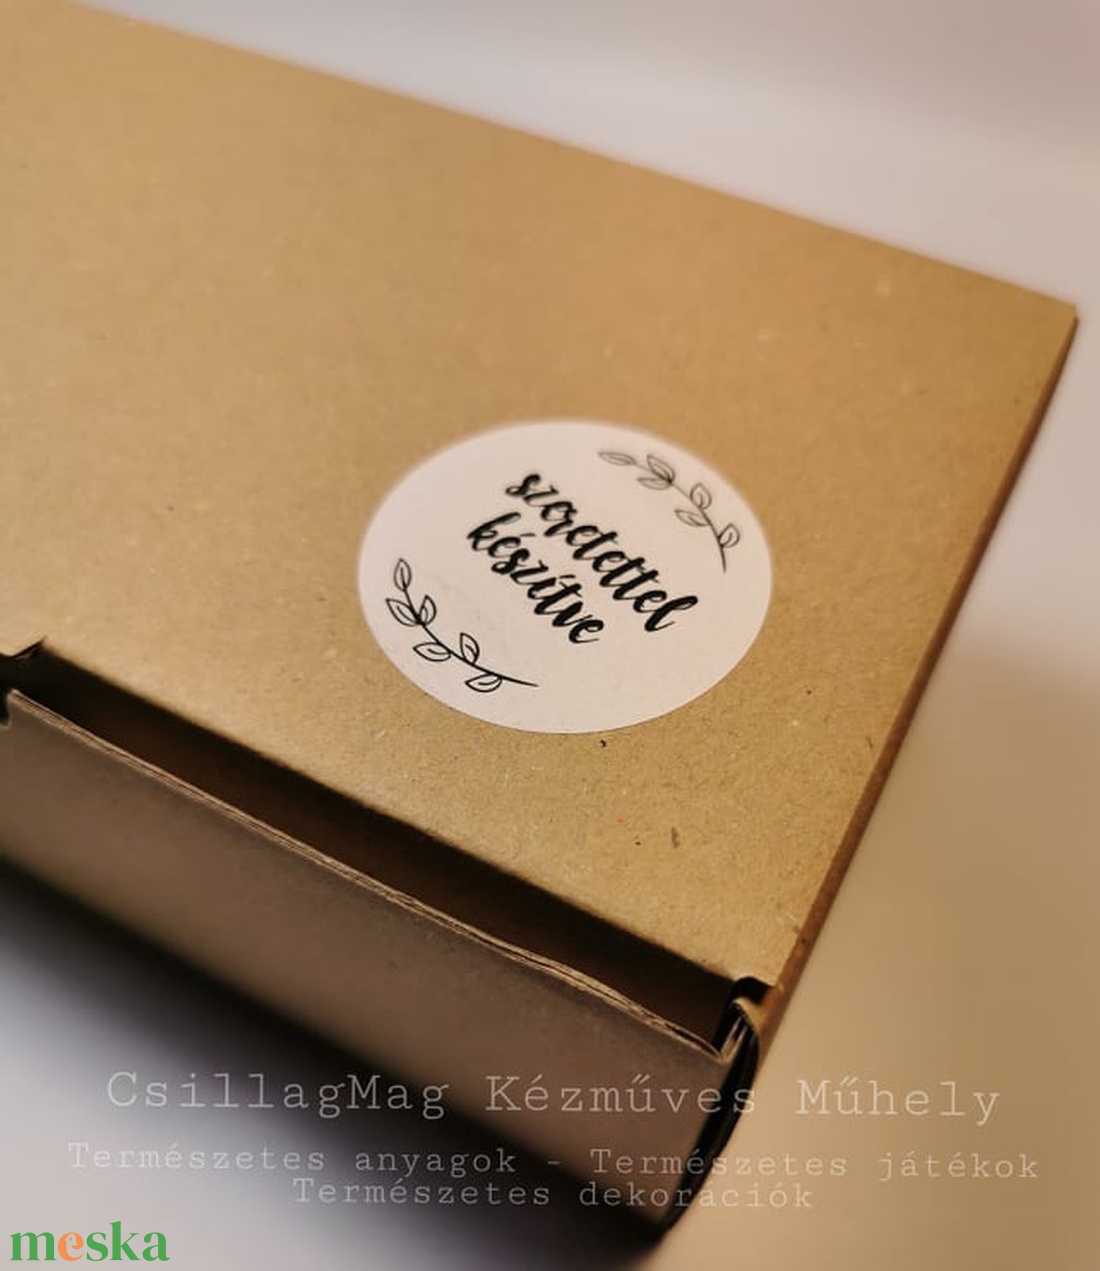 szeretettel
készítve
CsillagMag Kézműves Műhely
Természetes anyagok - Természetes játékok
Természetes dekorációk
meska